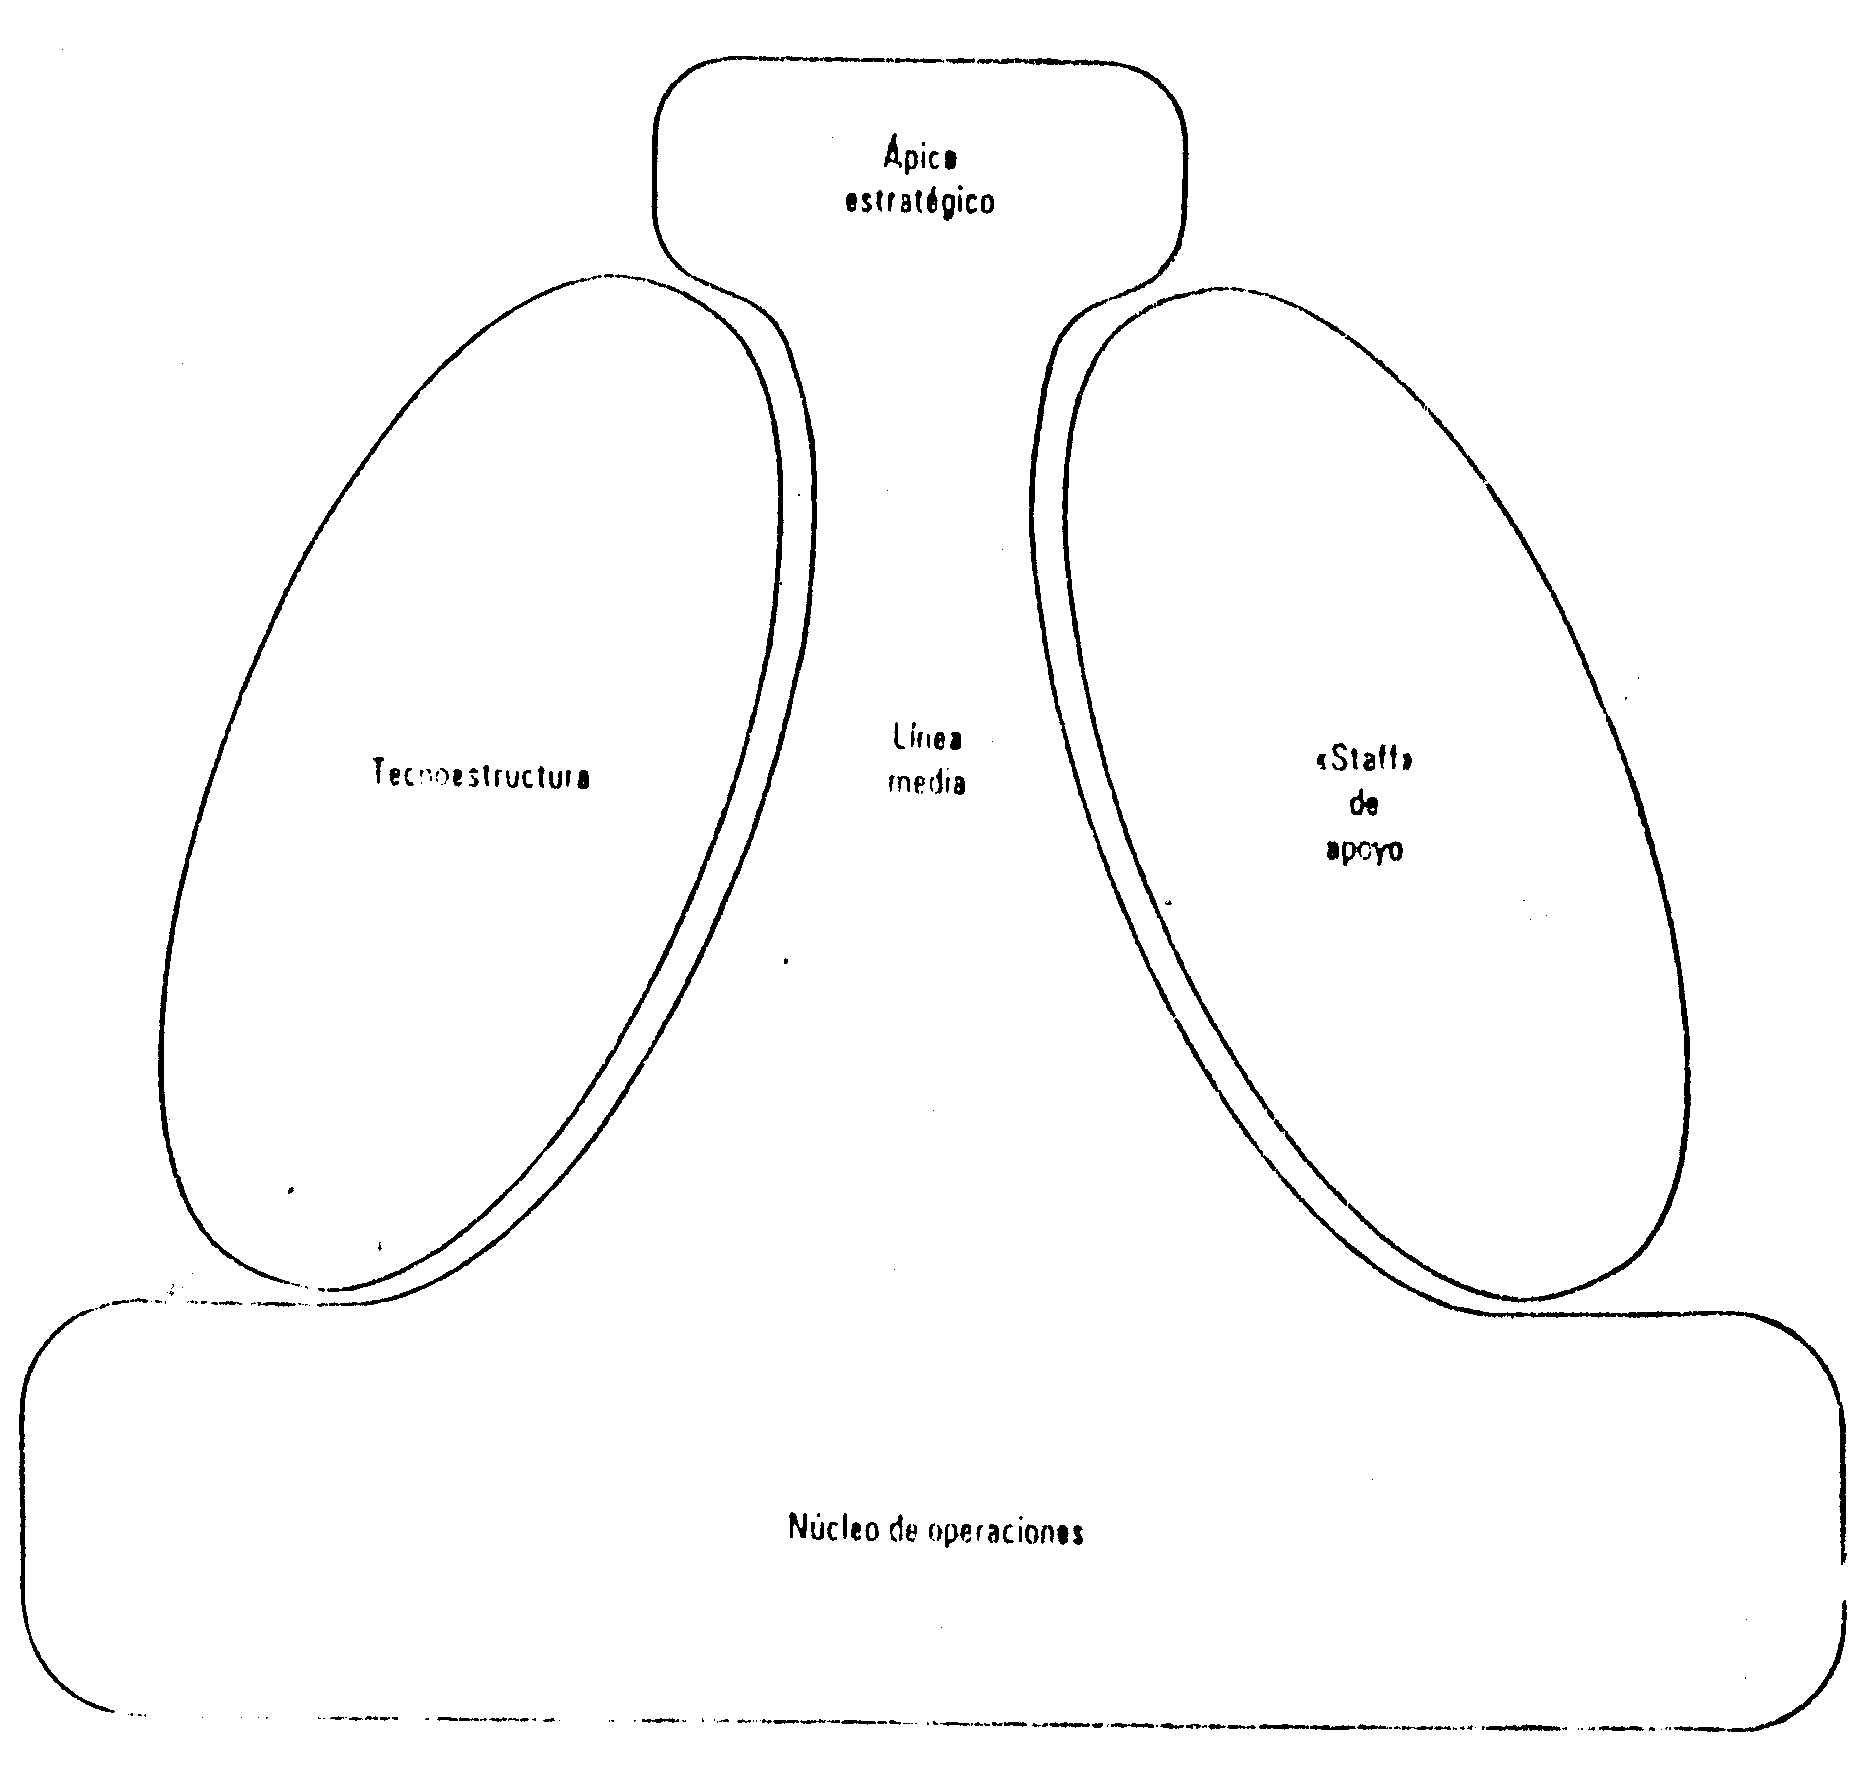 Ápice
estratégico
Línea
media
Tecnoestructura
«Staff»
de
apoyo
Núcleo de operaciones